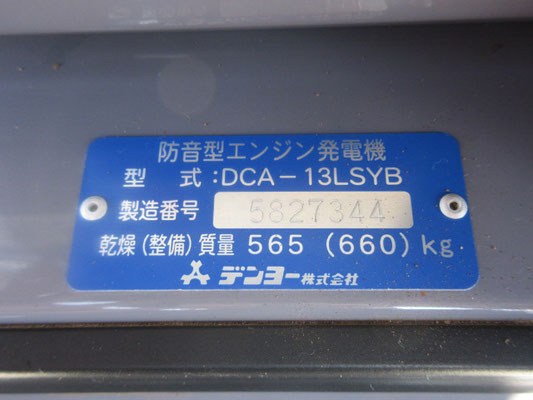 防音型エンジン発電機
型 式:DCA-13LSYB
製造番号 5827344
乾燥(整備)質量 565 (660) kg
デンヨー株式会社